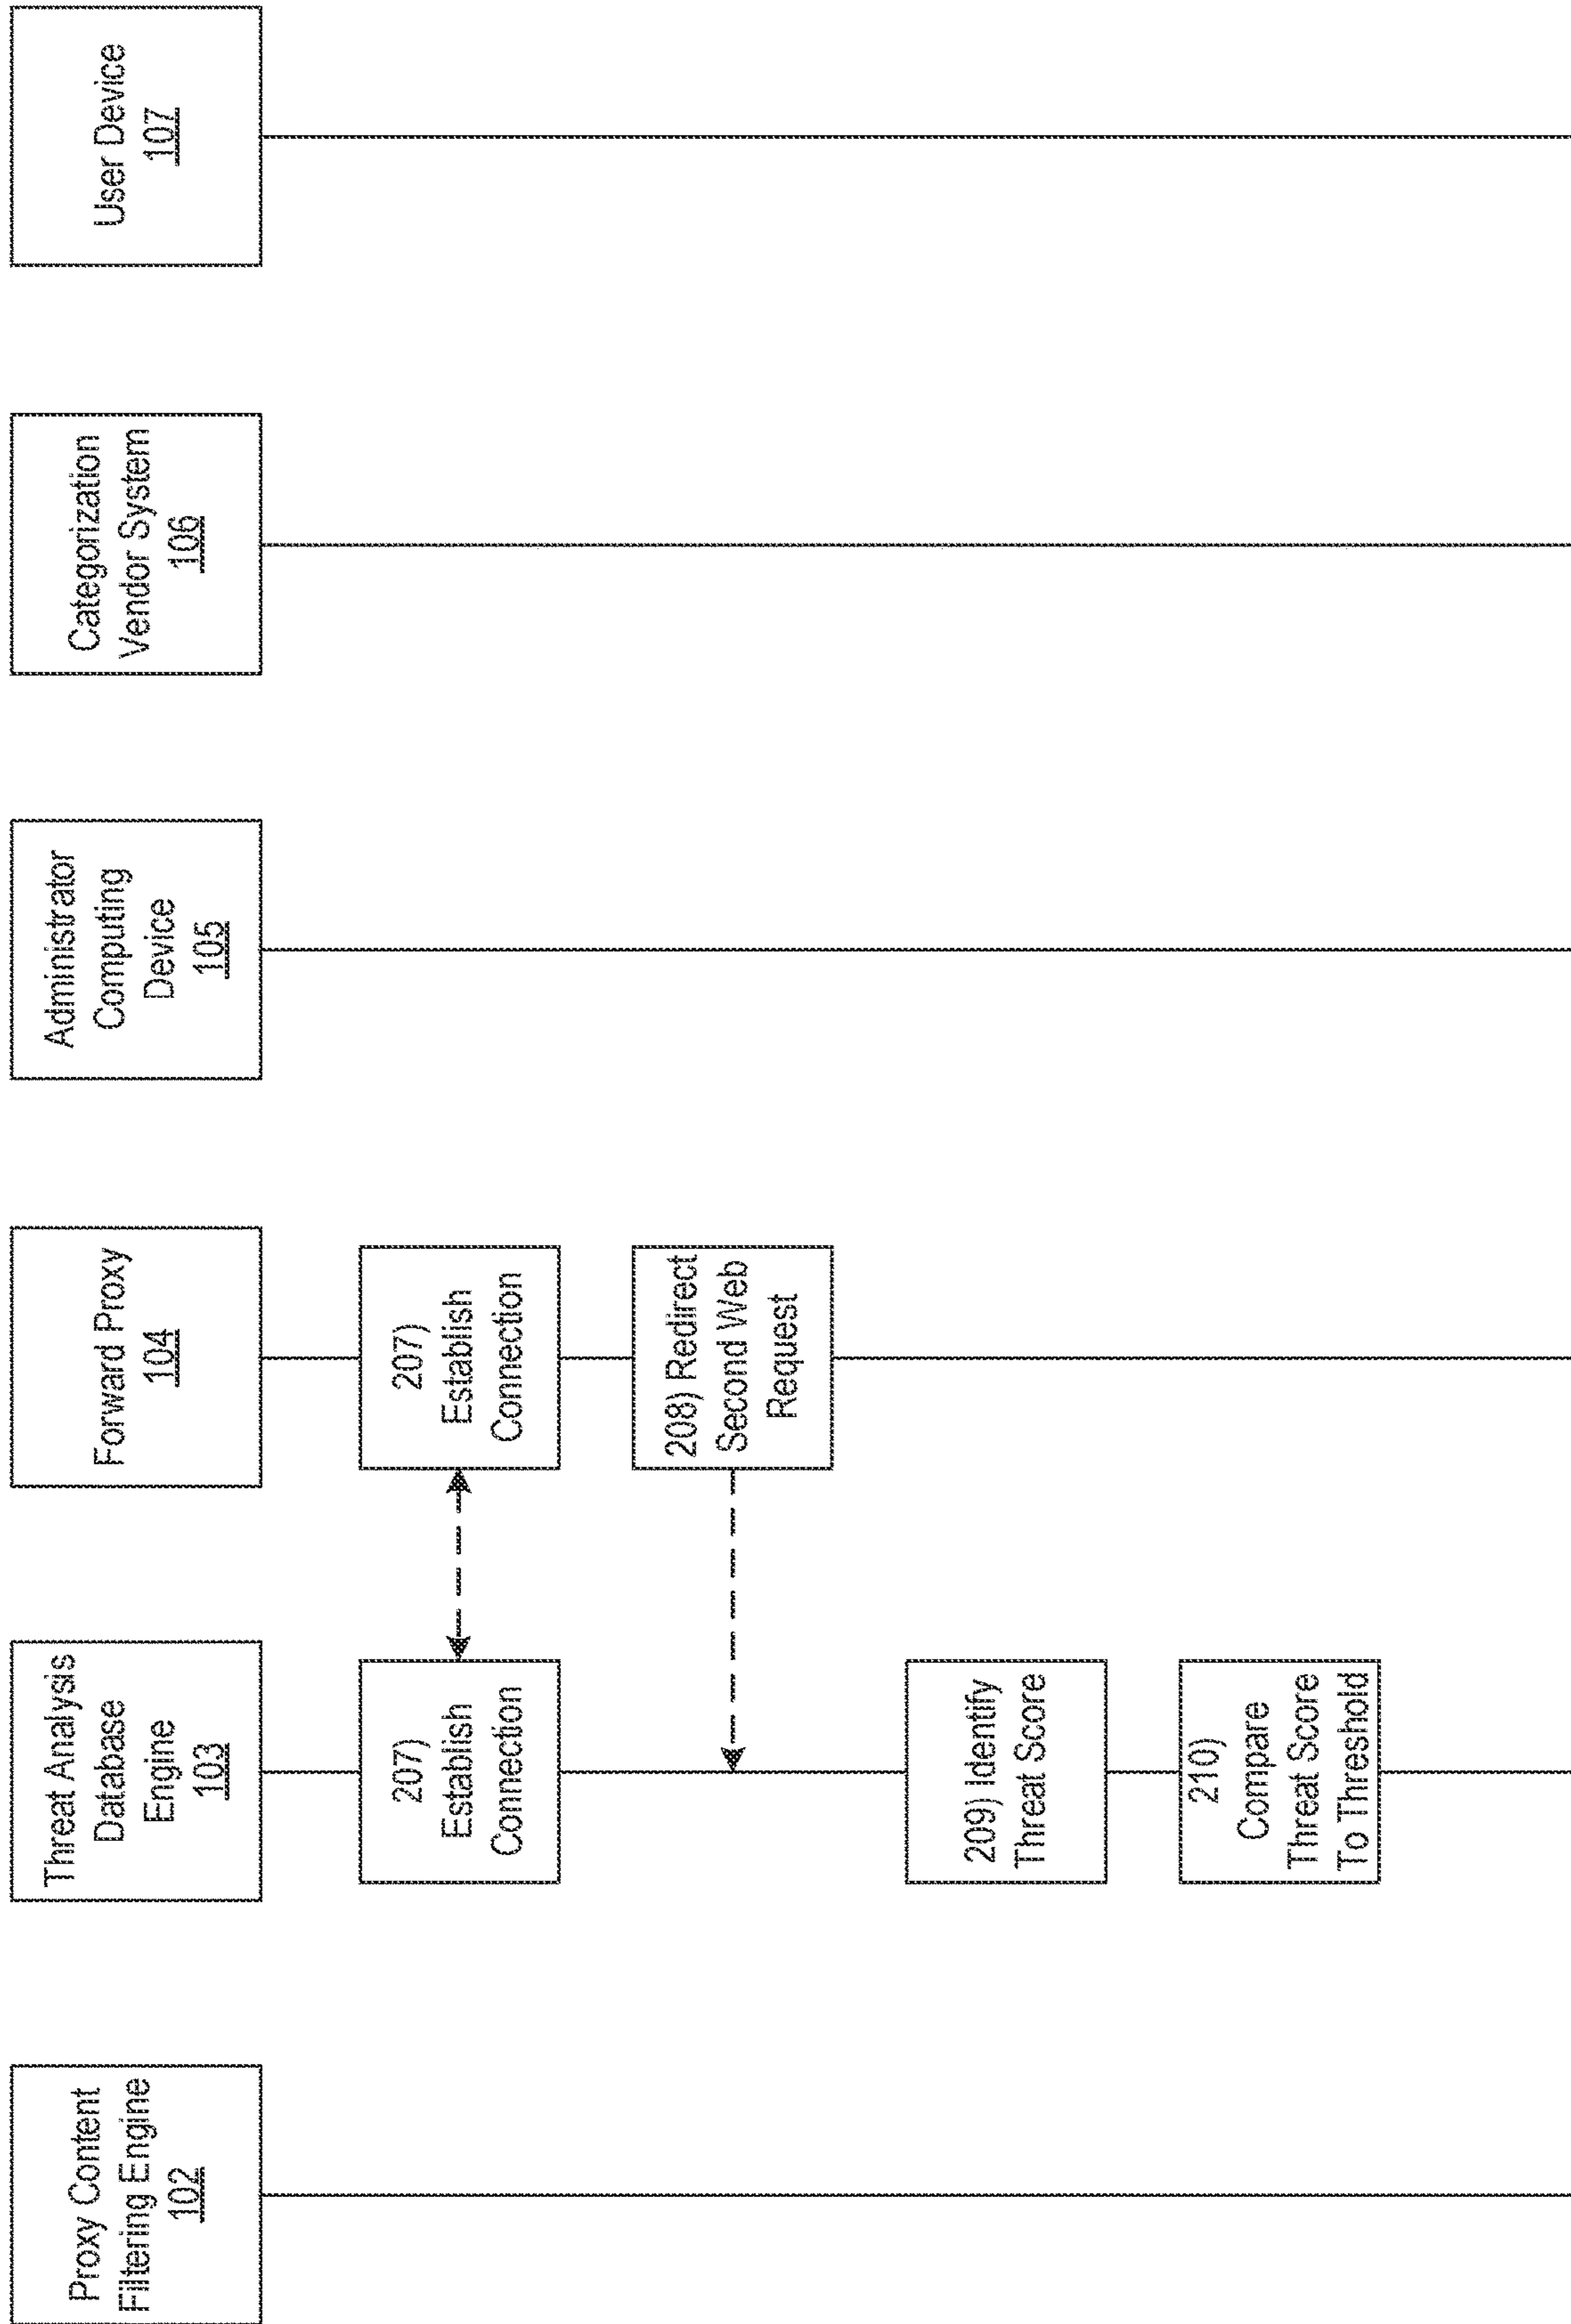 Proxy Content
Filtering Engine
102
Threat Analysis
Database
Engine
103
Forward Proxy
104
Administrator
Computing
Device
105
Categorization
Vendor System
106
User Device
107
207)
Establish
Connection
207)
Establish
Connection
208) Redirect
Second Web
Request
209) Identify
Threat Score
210)
Compare
Threat Score
To Threshold